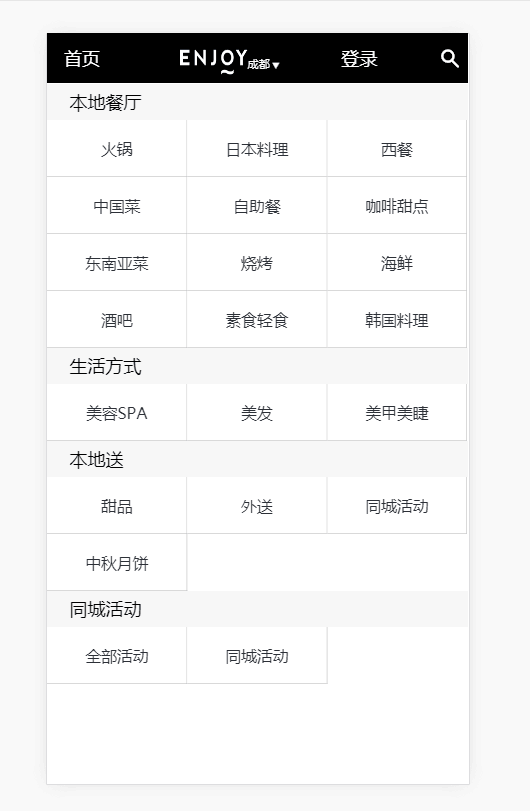 首页 ENJOY 成都▼ 登录
本地餐厅
火锅 日本料理 西餐
中国菜 自助餐 咖啡甜点
东南亚菜 烧烤 海鲜
酒吧 素食轻食 韩国料理
生活方式
美容SPA 美发 美甲美睫
本地送
甜品 外送 同城活动
中秋月饼
同城活动
全部活动 同城活动